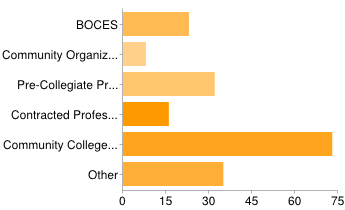 BOCES
Community Organiz...
Pre-Collegiate Pr...
Contracted Profes...
Community College...
Other
0 15 30 45 60 75